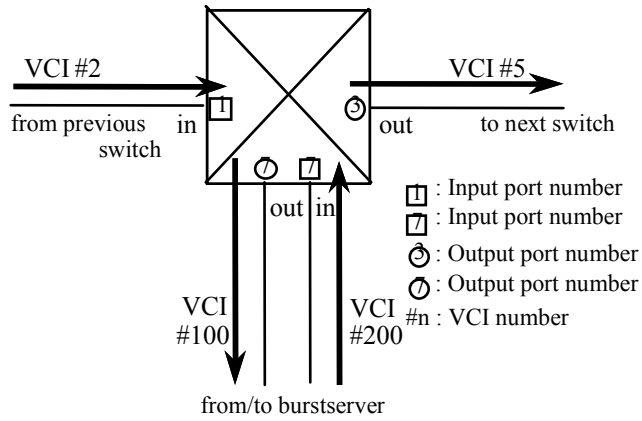 VCI #2
VCI #5
1
3
from previous
switch
in
out
to next switch
7
7
out
in
1 : Input port number
7 : Input port number
3 : Output port number
7 : Output port number
#n : VCI number
VCI
#100
VCI
#200
from/to burstserver